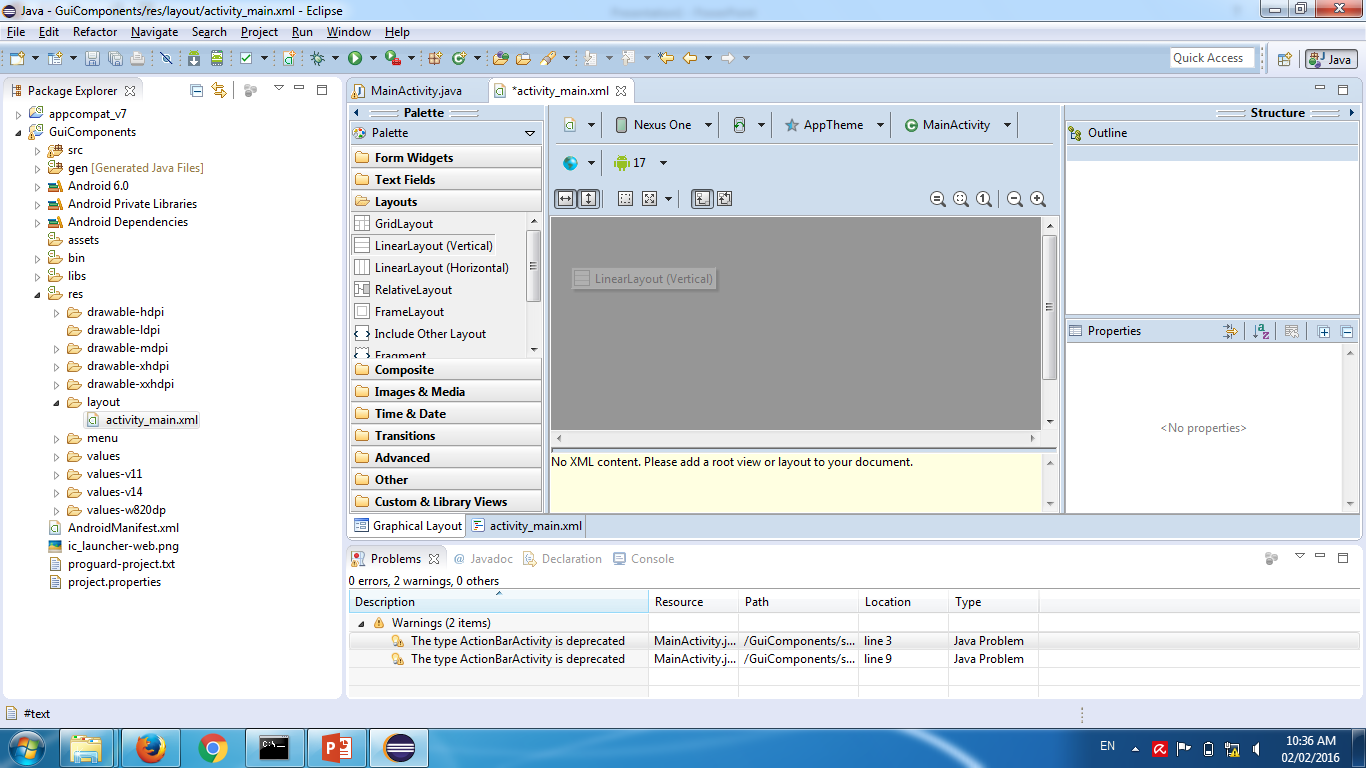 Java - GuiComponents/res/layout/activity_main.xml - Eclipse
File Edit Refactor Navigate Search Project Run Window Help
Quick Access
Java
Package Explorer
appcompat_v7
GuiComponents
src
gen [Generated Java Files]
Android 6.0
Android Private Libraries
Android Dependencies
assets
bin
libs
res
drawable-hdpi
drawable-ldpi
drawable-mdpi
drawable-xhdpi
drawable-xxhdpi
layout
activity_main.xml
menu
values
values-v11
values-v14
values-w820dp
AndroidManifest.xml
ic_launcher-web.png
proguard-project.txt
project.properties
MainActivity.java
*activity_main.xml
Palette
Palette
Form Widgets
Text Fields
Layouts
GridLayout
LinearLayout (Vertical)
LinearLayout (Horizontal)
RelativeLayout
FrameLayout
Include Other Layout
Fragment
Composite
Images & Media
Time & Date
Transitions
Advanced
Other
Custom & Library Views
Nexus One
AppTheme
MainActivity
17
1
LinearLayout (Vertical)
No XML content. Please add a root view or layout to your document.
Structure
Outline
Properties
<No properties>
Graphical Layout
activity_main.xml
Problems
@ Javadoc
Declaration
Console
0 errors, 2 warnings, 0 others
Description Resource Path Location Type
Warnings (2 items)
The type ActionBarActivity is deprecated MainActivity.j... /GuiComponents/s... line 3 Java Problem
The type ActionBarActivity is deprecated MainActivity.j... /GuiComponents/s... line 9 Java Problem
#text
EN
10:36 AM
02/02/2016